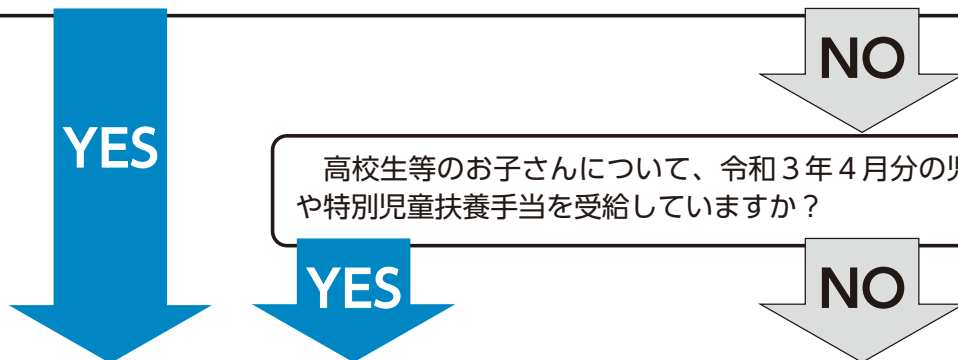 NO
YES
高校生等のお子さんについて、令和３年４月分の児
や特別児童扶養手当を受給していますか？
YES
NO